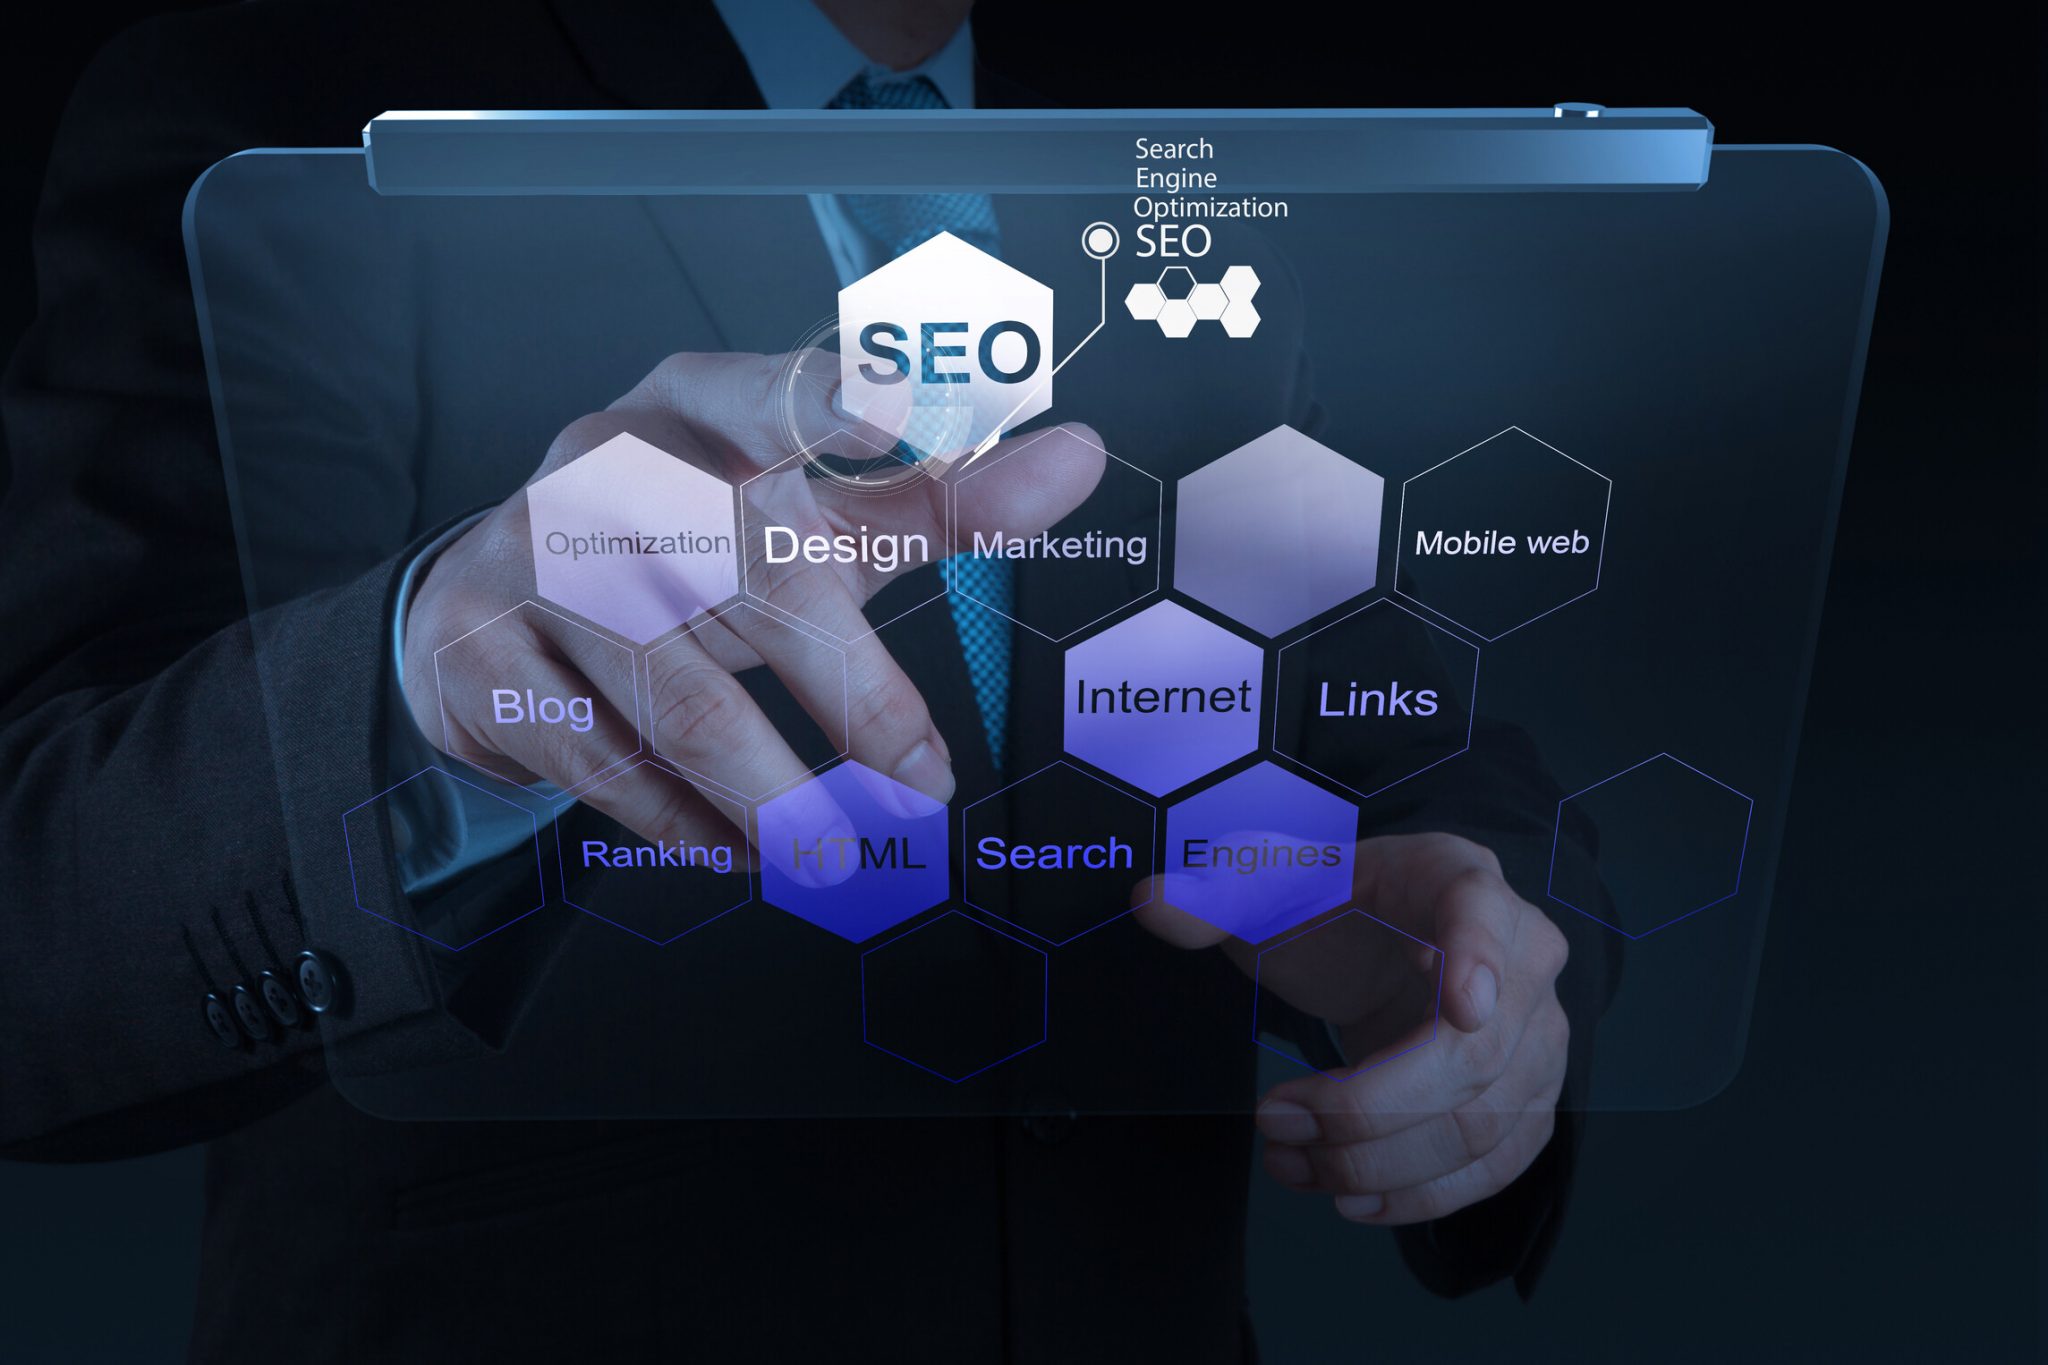 Search
Engine
Optimization
SEO
SEO
Optimization
Design
Marketing
Mobile web
Blog
Internet
Links
Ranking
HTML
Search
Engines